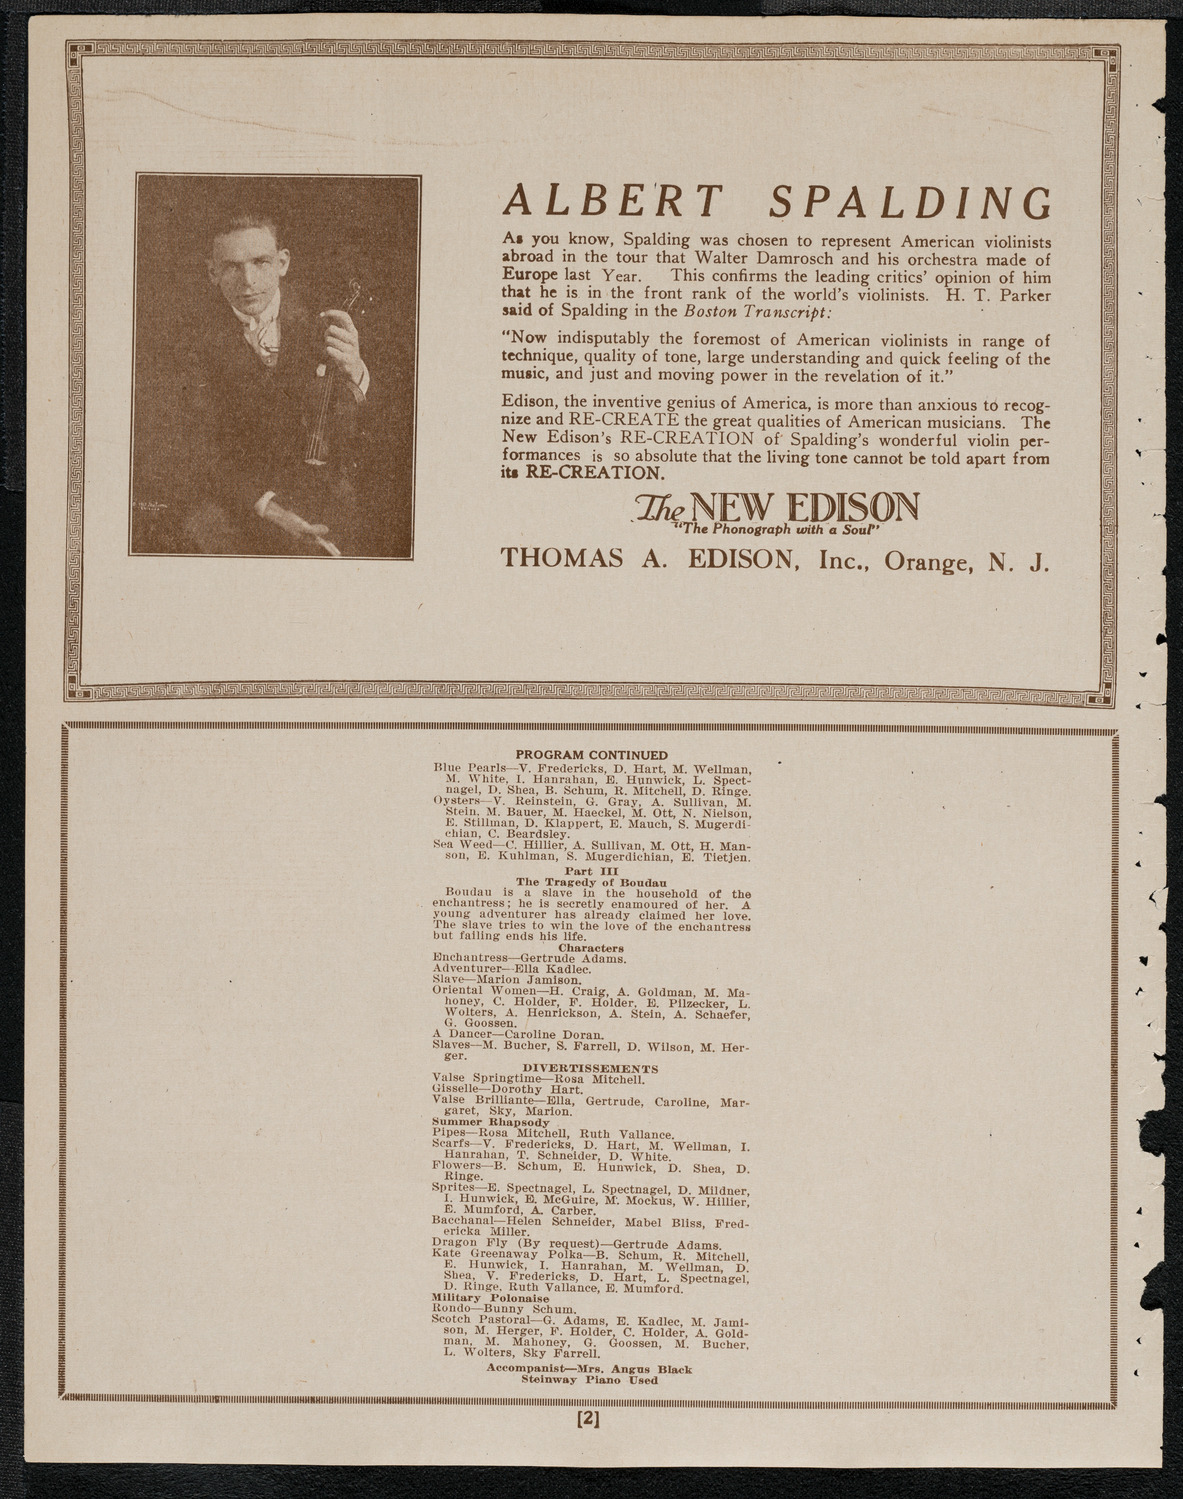 ALBERT SPALDING
As you know, Spalding was chosen to represent American violinists
abroad in the tour that Walter Damrosch and his orchestra made of
Europe last Year. This confirms the leading critics' opinion of him
that he is in the front rank of the world's violinists. H. T. Parker
said of Spalding in the Boston Transcript:
"Now indisputably the foremost of American violinists in range of
technique, quality of tone, large understanding and quick feeling of the
music, and just and moving power in the revelation of it."
Edison, the inventive genius of America, is more than anxious to recog-
nize and RE-CREATE the great qualities of American musicians. The
New Edison's RE-CREATION of Spalding's wonderful violin per-
formances is so absolute that the living tone cannot be told apart from
its RE-CREATION.
The NEW EDISON
"The Phonograph with a Soul"
THOMAS A. EDISON, Inc., Orange, N. J.
PROGRAM CONTINUED
Blue Pearls—V. Fredericks, D. Hart, M. Wellman,
M. White, I. Hanrahan, E. Hunwick, L. Spect-
nagel, D. Shea, B. Schum, R. Mitchell, D. Ringe.
Oysters—V. Reinstein, G. Gray, A. Sullivan, M.
Stein, M. Bauer, M. Haeckel, M. Ott, N. Nielson,
E. Stillman, D. Klappert, E. Mauch, S. Mugerdi-
chian, C. Beardsley.
Sea Weed—C. Hillier, A. Sullivan, M. Ott, H. Man-
son, E. Kuhlman, S. Mugerdichian, E. Tietjen.
Part III
The Tragedy of Boudau
Boudau is a slave in the household of the
enchantress; he is secretly enamoured of her. A
young adventurer has already claimed her love.
The slave tries to win the love of the enchantress
but failing ends his life.
Characters
Enchantress—Gertrude Adams.
Adventurer—Ella Kadlec.
Slave—Marion Jamison.
Oriental Women—H. Craig, A. Goldman, M. Ma-
honey, C. Holder, F. Holder, E. Pilzecker, L.
Wolters, A. Henrickson, A. Stein, A. Schaefer,
G. Goossen.
A Dancer—Caroline Doran.
Slaves—M. Bucher, S. Farrell, D. Wilson, M. Her-
ger.
DIVERTISSEMENTS
Valse Springtime—Rosa Mitchell.
Gisselle—Dorothy Hart.
Valse Brilliante—Ella, Gertrude, Caroline, Mar-
garet, Sky, Marion.
Summer Rhapsody
Pipes—Rosa Mitchell, Ruth Vallance.
Scarfs—V. Fredericks, D. Hart, M. Wellman, I.
Hanrahan, T. Schneider, D. White.
Flowers—B. Schum, E. Hunwick, D. Shea, D.
Ringe.
Sprites—E. Spectnagel, L. Spectnagel, D. Mildner,
I. Hunwick, E. McGuire, M. Mockus, W. Hillier,
E. Mumford, A. Carber.
Bacchanal—Helen Schneider, Mabel Bliss, Fred-
ericka Miller.
Dragon Fly (By request)—Gertrude Adams.
Kate Greenaway Polka—B. Schum, R. Mitchell,
E. Hunwick, I. Hanrahan, M. Wellman, D.
Shea, V. Fredericks, D. Hart, L. Spectnagel,
D. Ringe, Ruth Vallance, E. Mumford.
Military Polonaise
Rondo—Bunny Schum.
Scotch Pastoral—G. Adams, E. Kadlec, M. Jami-
son, M. Herger, F. Holder, C. Holder, A. Gold-
man, M. Mahoney, G. Goossen, M. Bucher,
L. Wolters, Sky Farrell.
Accompanist—Mrs. Angus Black
Steinway Piano Used
[2]